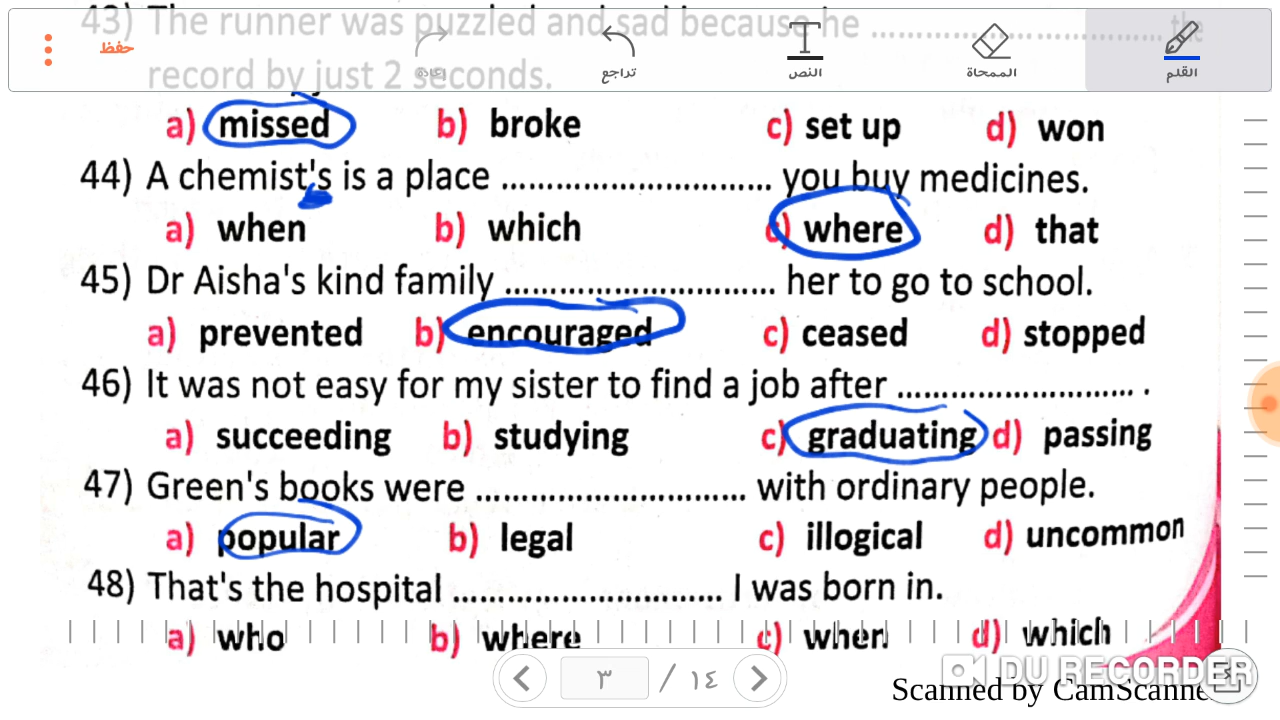 43) The runner was puzzled and sad because he ........................................ the
record by just 2 seconds.
حفظ
إعادة
تراجع
النص
الممحاة
القلم
a) missed b) broke c) set up d) won
44) A chemist's is a place .............................. you buy medicines.
a) when b) which c) where d) that
45) Dr Aisha's kind family .............................. her to go to school.
a) prevented b) encouraged c) ceased d) stopped
46) It was not easy for my sister to find a job after .......................... .
a) succeeding b) studying c) graduating d) passing
47) Green's books were .............................. with ordinary people.
a) popular b) legal c) illogical d) uncommon
48) That's the hospital .............................. I was born in.
a) who b) where c) when d) which
٣ / ١٤
DU RECORDER
Scanned by CamScanne